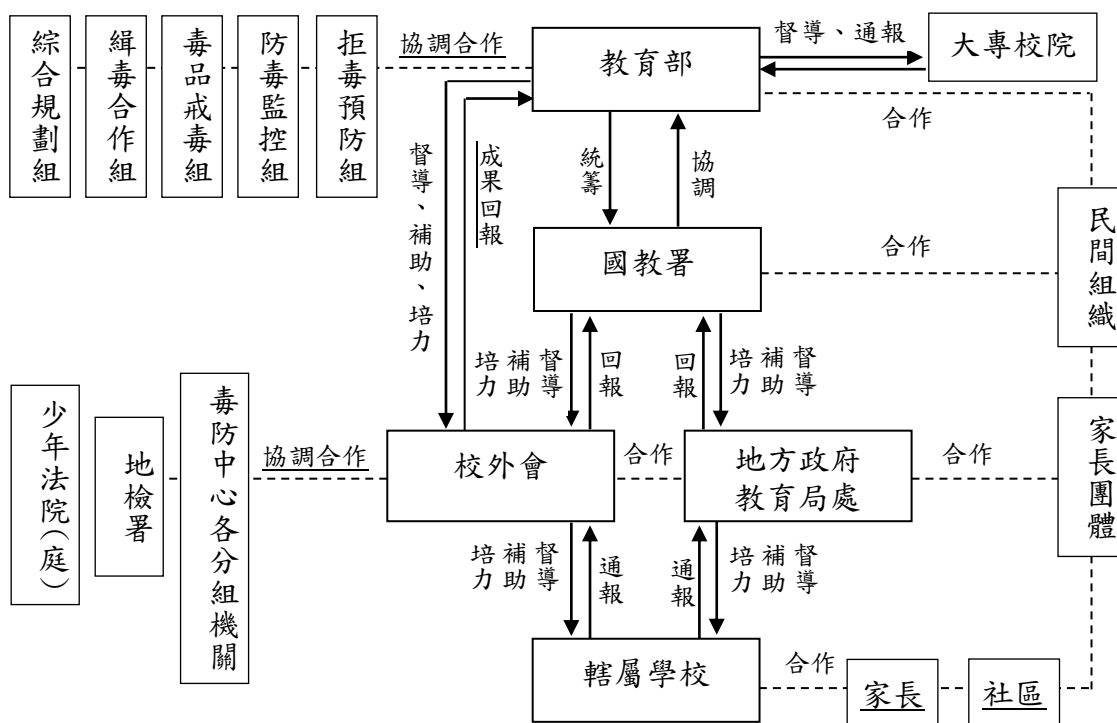 綜合規劃組
緝毒合作組
毒品戒毒組
防毒監控組
拒毒預防組
協調合作
教育部
督導、通報
大專校院
合作
督導、補助、培力
成果回報
統籌
協調
民間組織
國教署
合作
督導
補助
培力
回報
回報
督導
補助
培力
少年法院(庭)
地檢署
毒防中心各分組機關
協調合作
校外會
合作
地方政府
教育局處
合作
家長團體
督導
補助
培力
通報
通報
督導
補助
培力
轄屬學校
合作
家長
社區